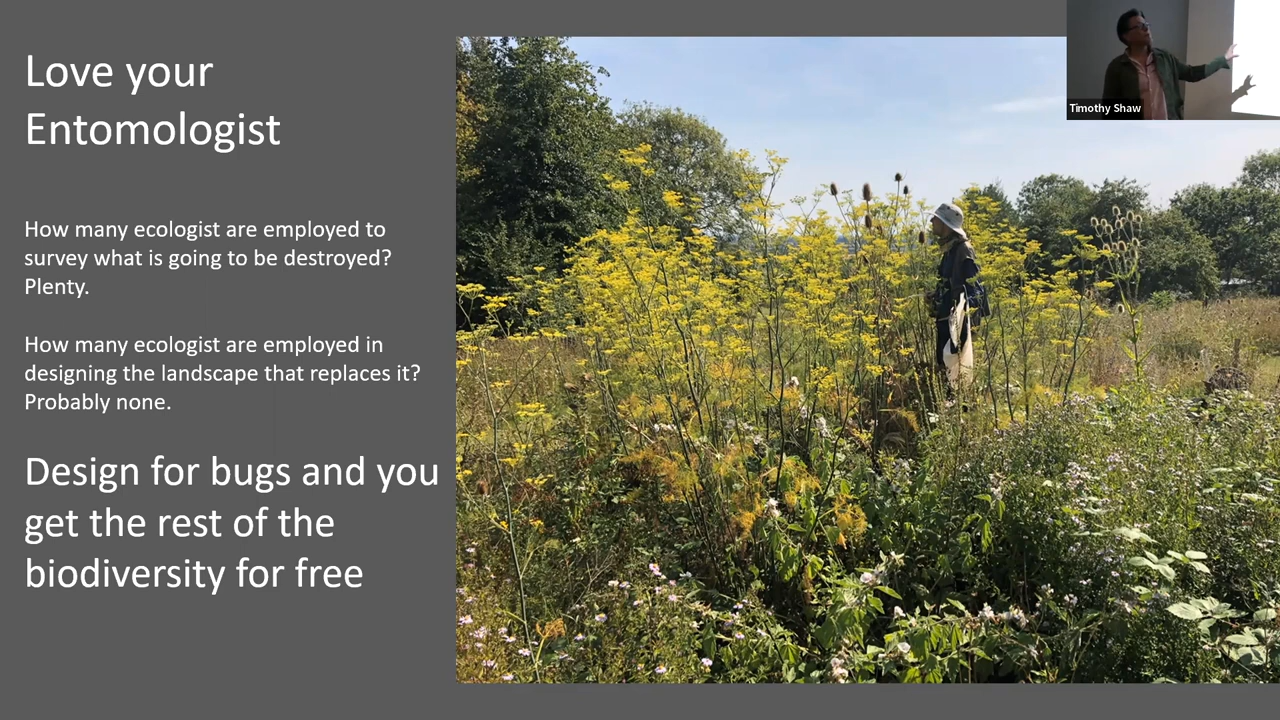 Love your
Entomologist
How many ecologist are employed to
survey what is going to be destroyed?
Plenty.
How many ecologist are employed in
designing the landscape that replaces it?
Probably none.
Design for bugs and you
get the rest of the
biodiversity for free
Timothy Shaw